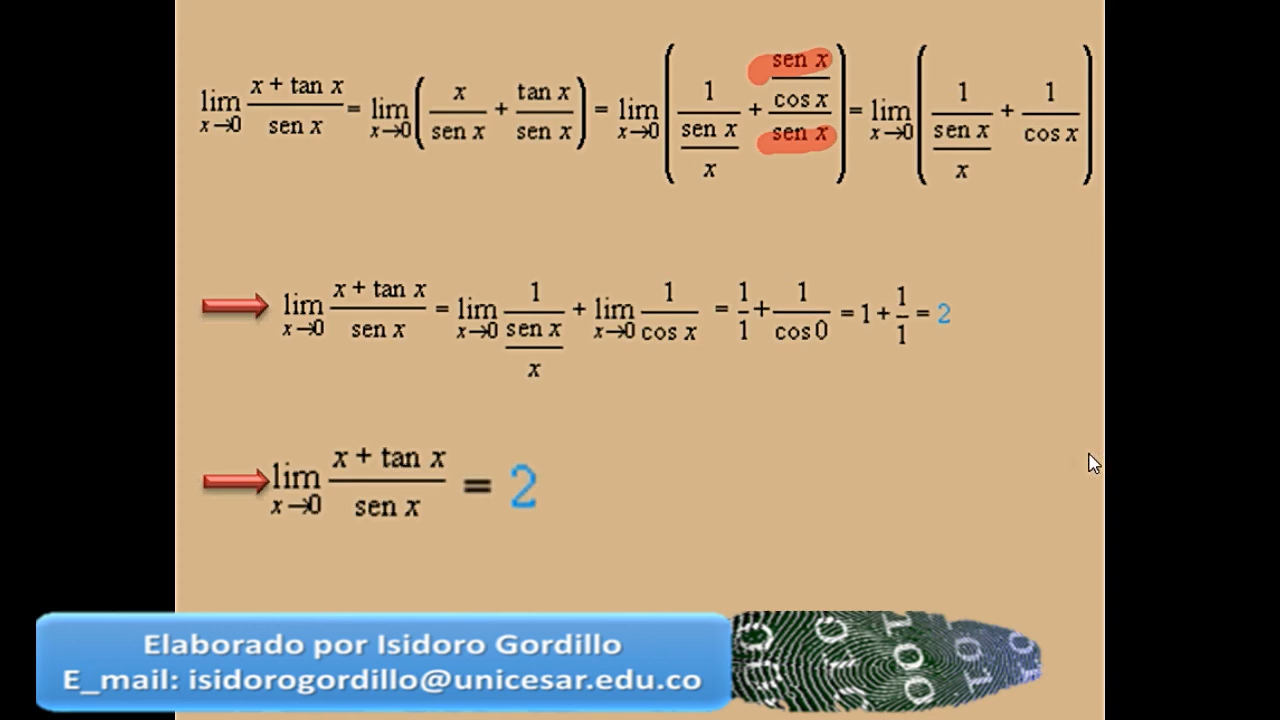 lim x→0 (x + tan x)/(sen x) = lim x→0 (x/(sen x) + (tan x)/(sen x)) = lim x→0 (1/((sen x)/x) + ((sen x)/(cos x))/(sen x)) = lim x→0 (1/((sen x)/x) + 1/(cos x))
lim x→0 (x + tan x)/(sen x) = lim x→0 1/((sen x)/x) + lim x→0 1/(cos x) = 1/1 + 1/(cos 0) = 1 + 1/1 = 2
lim x→0 (x + tan x)/(sen x) = 2
Elaborado por Isidoro Gordillo
E_mail: isidorogordillo@unicesar.edu.co